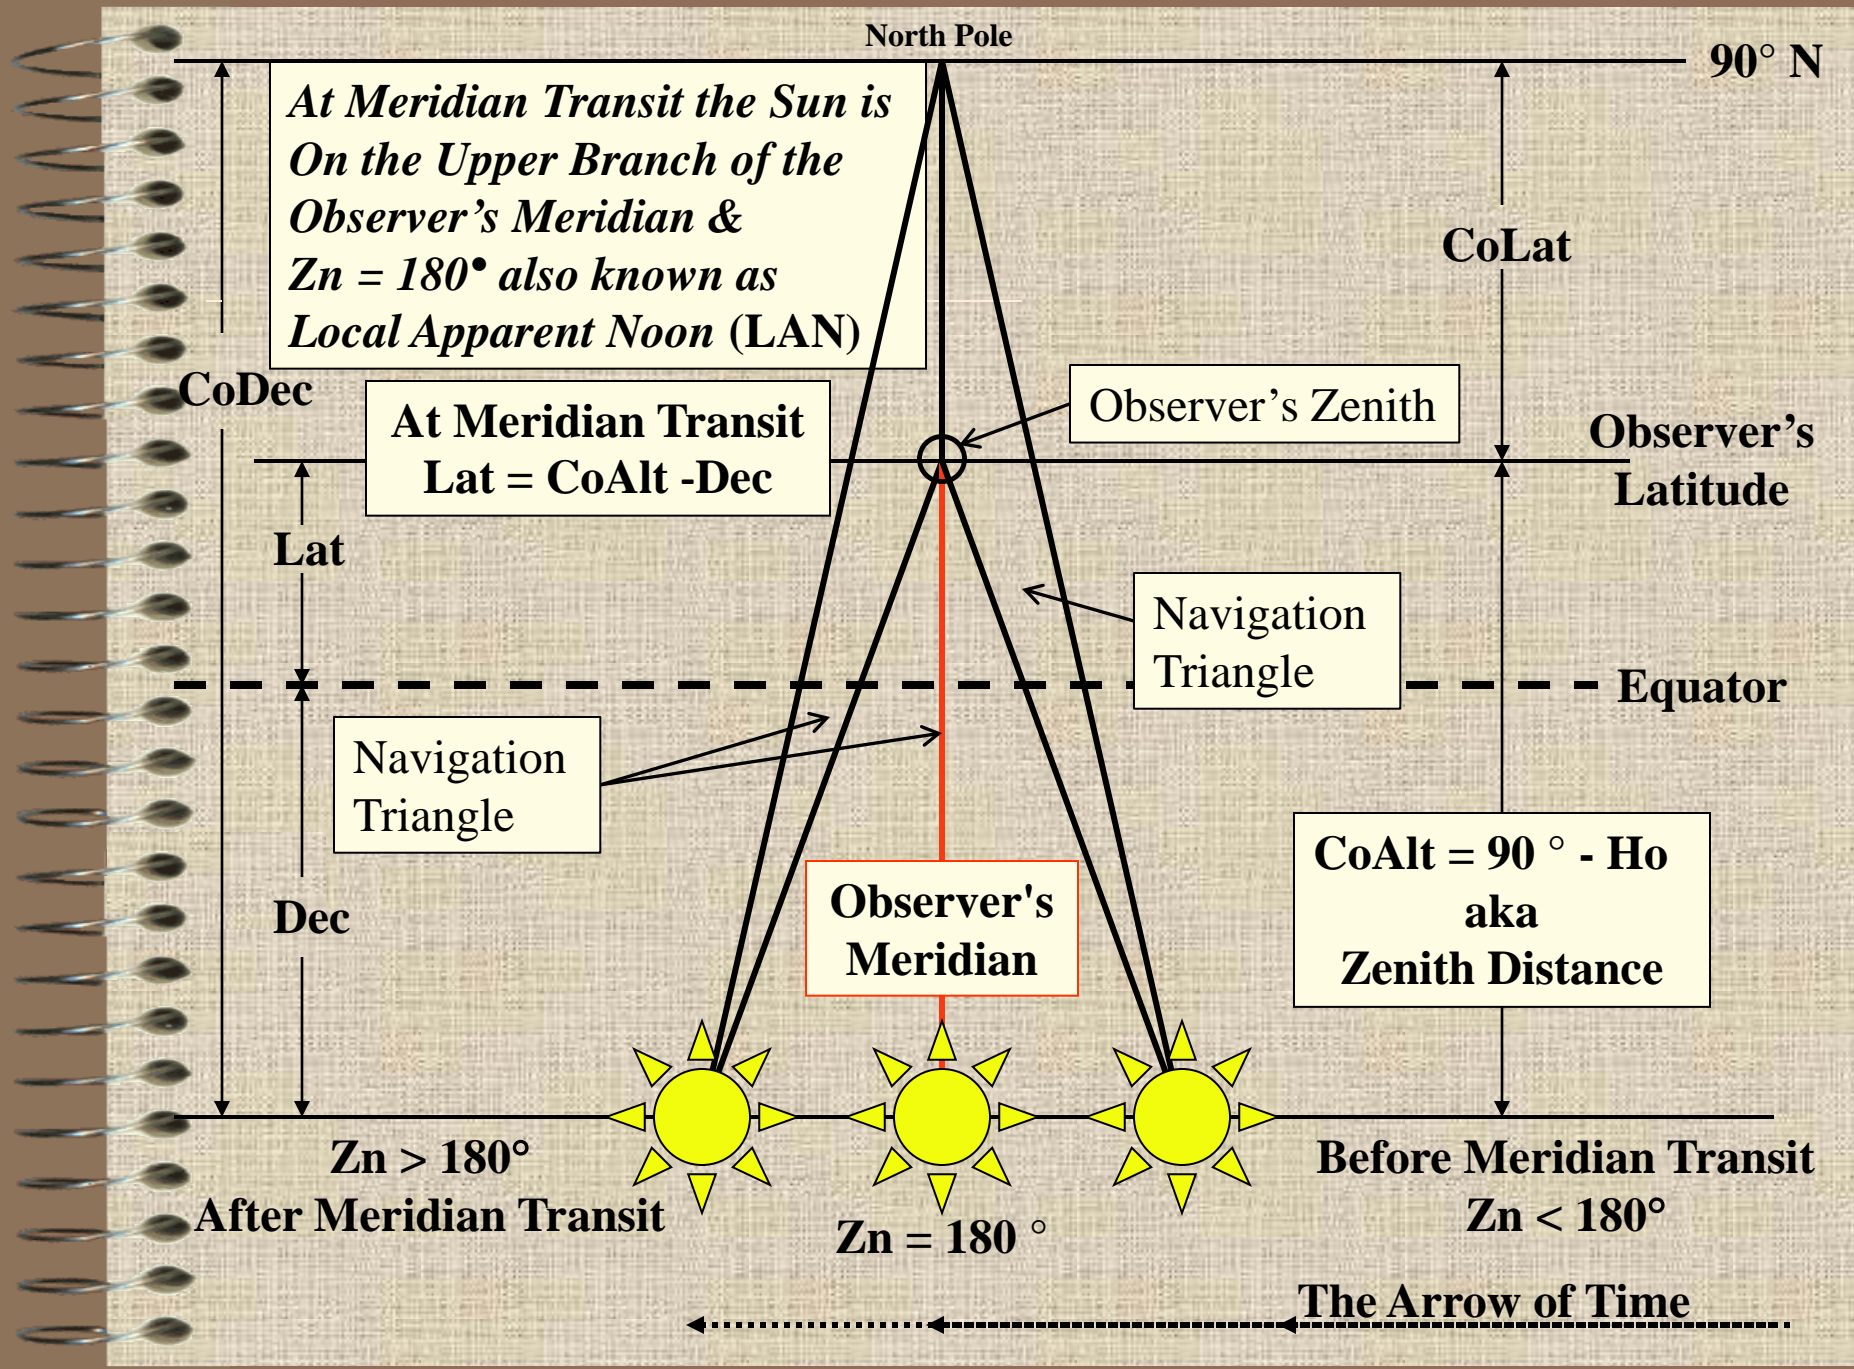 North Pole
90° N
At Meridian Transit the Sun is
On the Upper Branch of the
Observer’s Meridian &
Zn = 180• also known as
Local Apparent Noon (LAN)
CoLat
CoDec
At Meridian Transit
Lat = CoAlt -Dec
Observer’s Zenith
Observer’s
Latitude
Lat
Navigation
Triangle
Equator
Navigation
Triangle
Dec
Observer's
Meridian
CoAlt = 90 ° - Ho
aka
Zenith Distance
Zn > 180°
After Meridian Transit
Zn = 180 °
Before Meridian Transit
Zn < 180°
The Arrow of Time